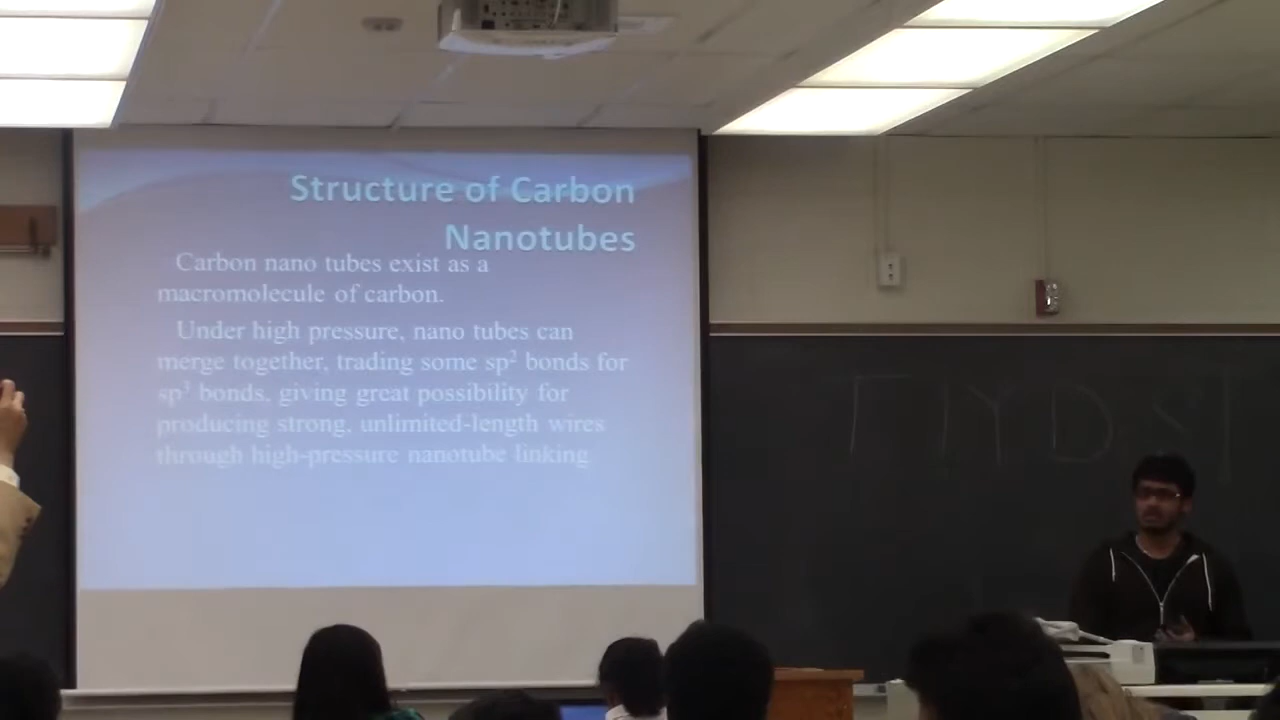 Structure of Carbon
Nanotubes
Carbon nano tubes exist as a
macromolecule of carbon.
Under high pressure, nano tubes can
merge together, trading some sp² bonds for
sp³ bonds, giving great possibility for
producing strong, unlimited-length wires
through high-pressure nanotube linking